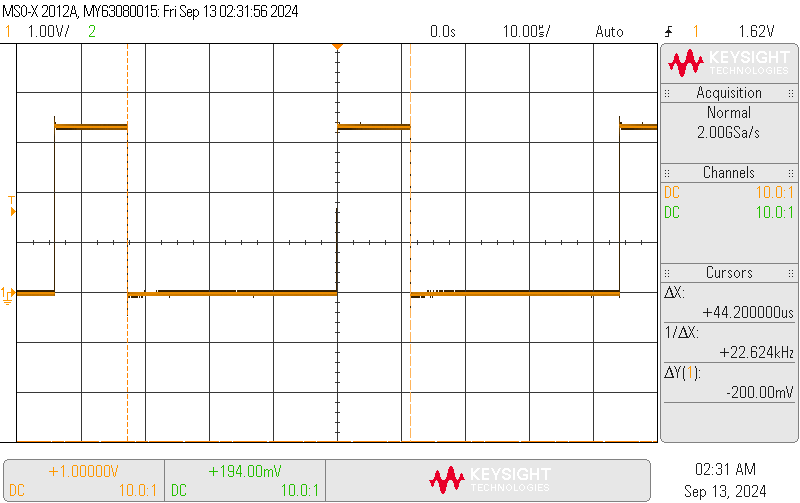 MSO-X 2012A, MY63080015: Fri Sep 13 02:31:56 2024
1 1.00V/ 2 0.0s 10.00us/ Auto 1 1.62V
KEYSIGHT
TECHNOLOGIES
Acquisition
Normal
2.00GSa/s
Channels
DC 10.0:1
DC 10.0:1
Cursors
ΔX:
+44.200000us
1/ΔX:
+22.624kHz
ΔY(1):
-200.00mV
T
1
+1.00000V
DC 10.0:1
+194.00mV
DC 10.0:1
KEYSIGHT
TECHNOLOGIES
02:31 AM
Sep 13, 2024